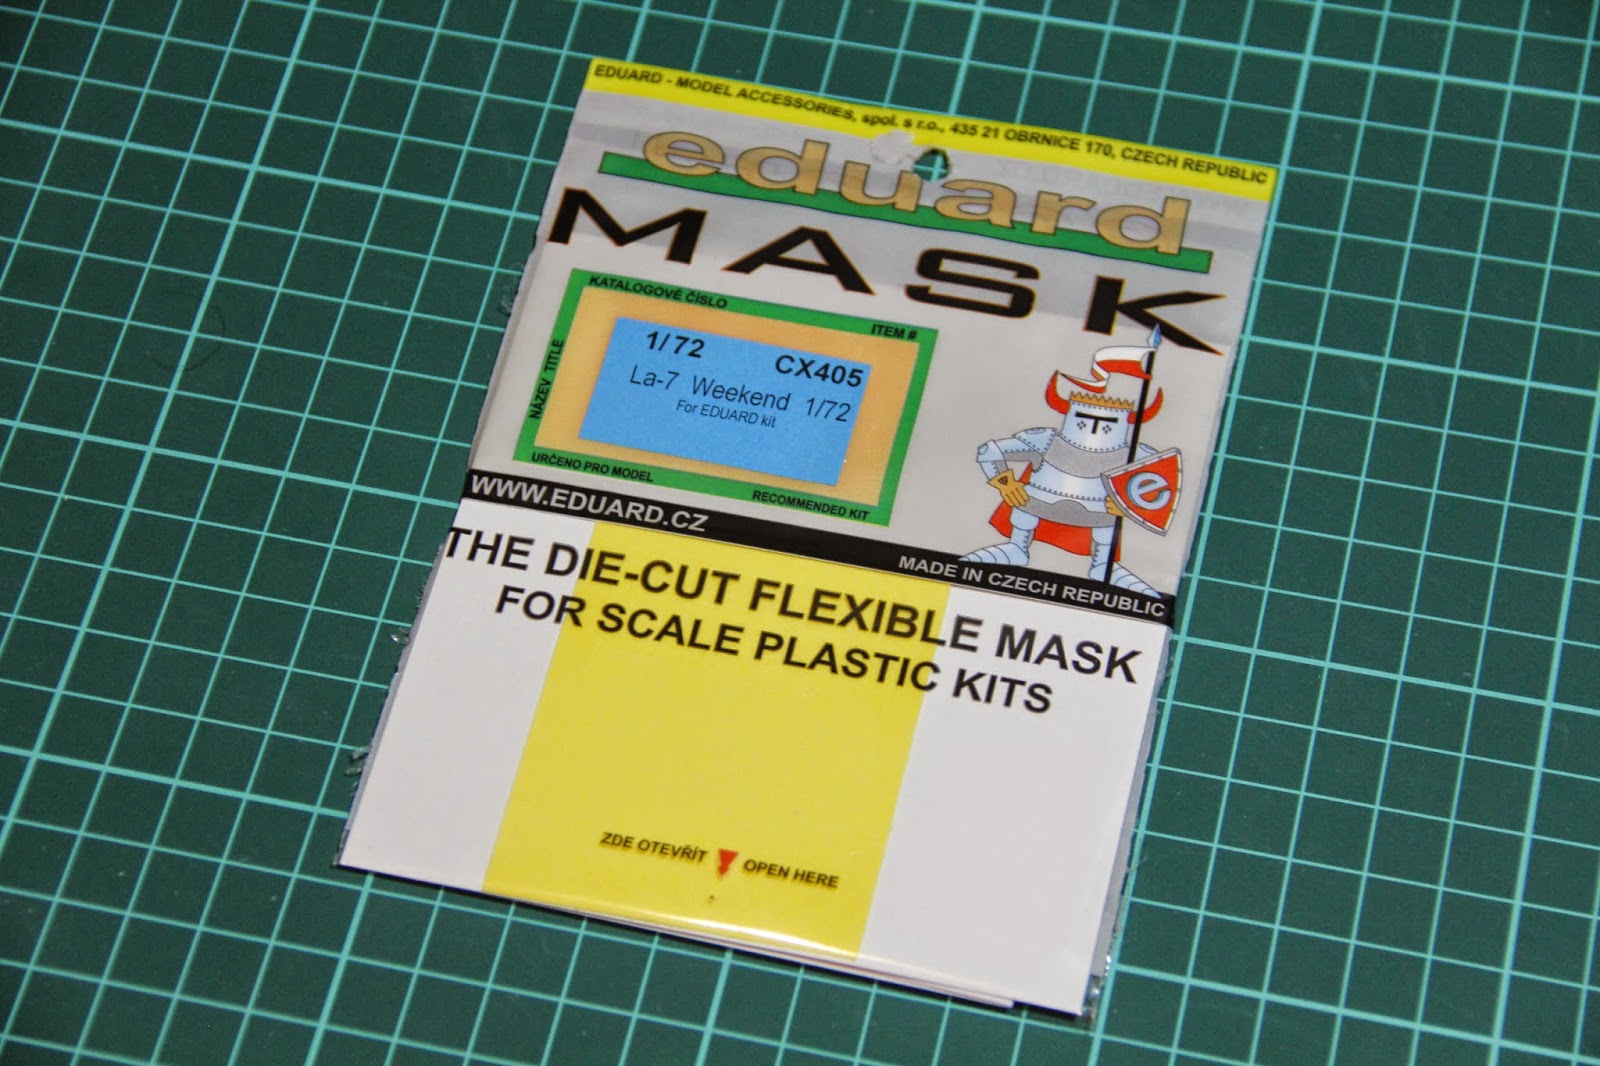 EDUARD - MODEL ACCESSORIES, spol. s r.o., 435 21 OBRNICE 170, CZECH REPUBLIC
eduard
MASK
KATALOGOVÉ ČÍSLO
ITEM #
NÁZEV TITLE
1/72 CX405
La-7 Weekend 1/72
For EDUARD kit
URČENO PRO MODEL
RECOMMENDED KIT
e
WWW.EDUARD.CZ
MADE IN CZECH REPUBLIC
THE DIE-CUT FLEXIBLE MASK
FOR SCALE PLASTIC KITS
ZDE OTEVŘÍT OPEN HERE